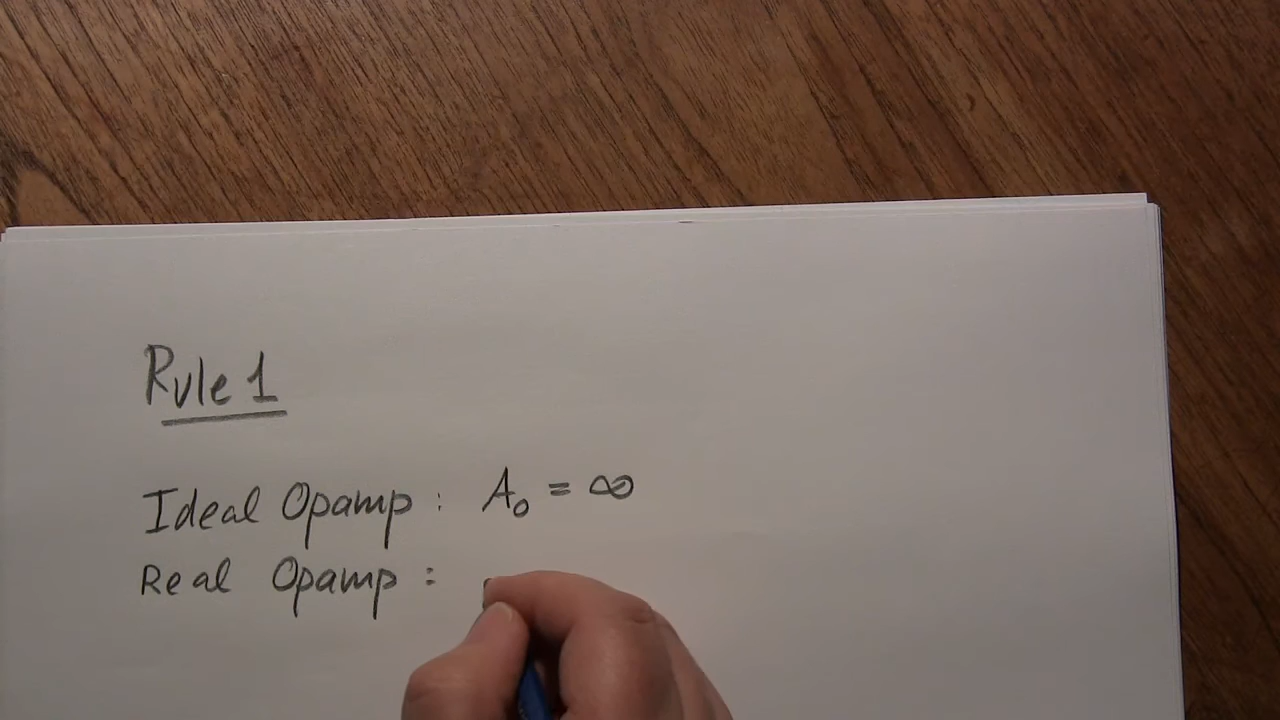 Rule 1
Ideal Opamp : A₀ = ∞
Real Opamp :